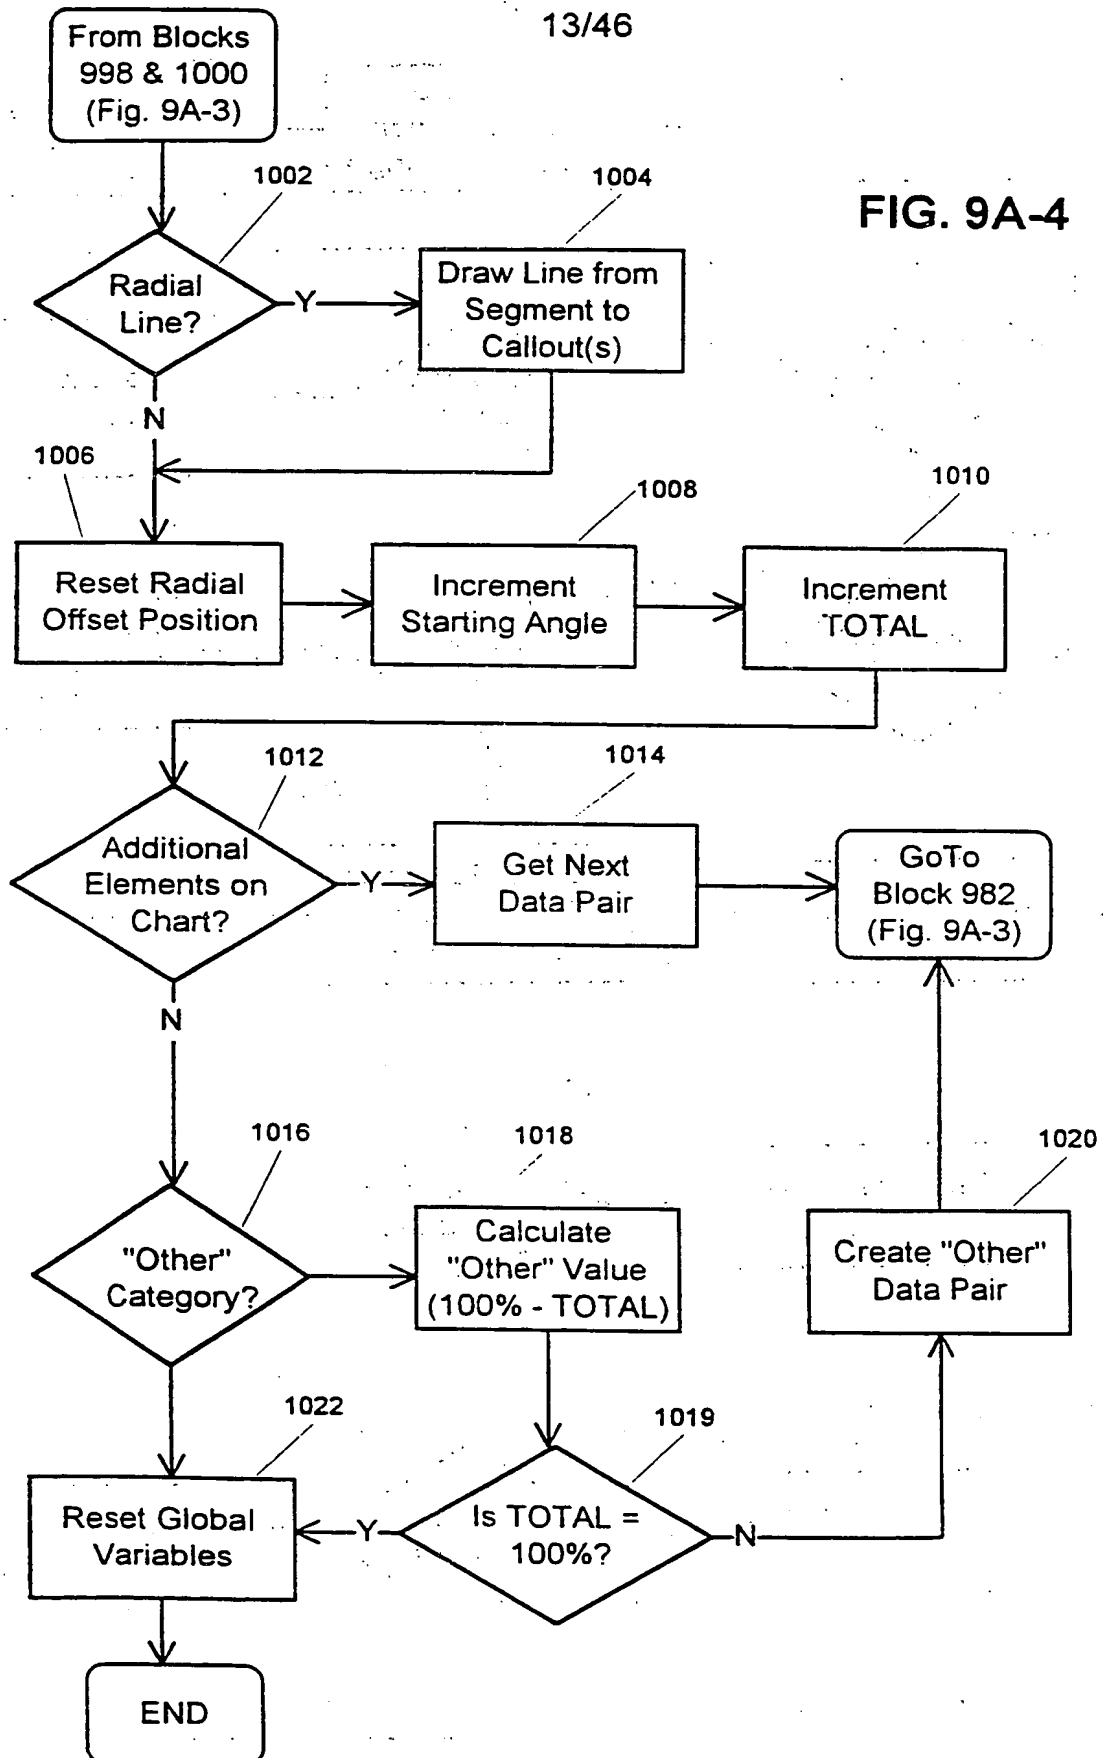 13/46
From Blocks
998 & 1000
(Fig. 9A-3)
FIG. 9A-4
1002
1004
Radial
Line?
Y
Draw Line from
Segment to
Callout(s)
N
1006
1008
1010
Reset Radial
Offset Position
Increment
Starting Angle
Increment
TOTAL
1012
1014
Additional
Elements on
Chart?
Y
Get Next
Data Pair
GoTo
Block 982
(Fig. 9A-3)
N
1016
1018
1020
"Other"
Category?
Calculate
"Other" Value
(100% - TOTAL)
Create "Other"
Data Pair
1022
1019
Reset Global
Variables
Y
Is TOTAL =
100%?
N
END